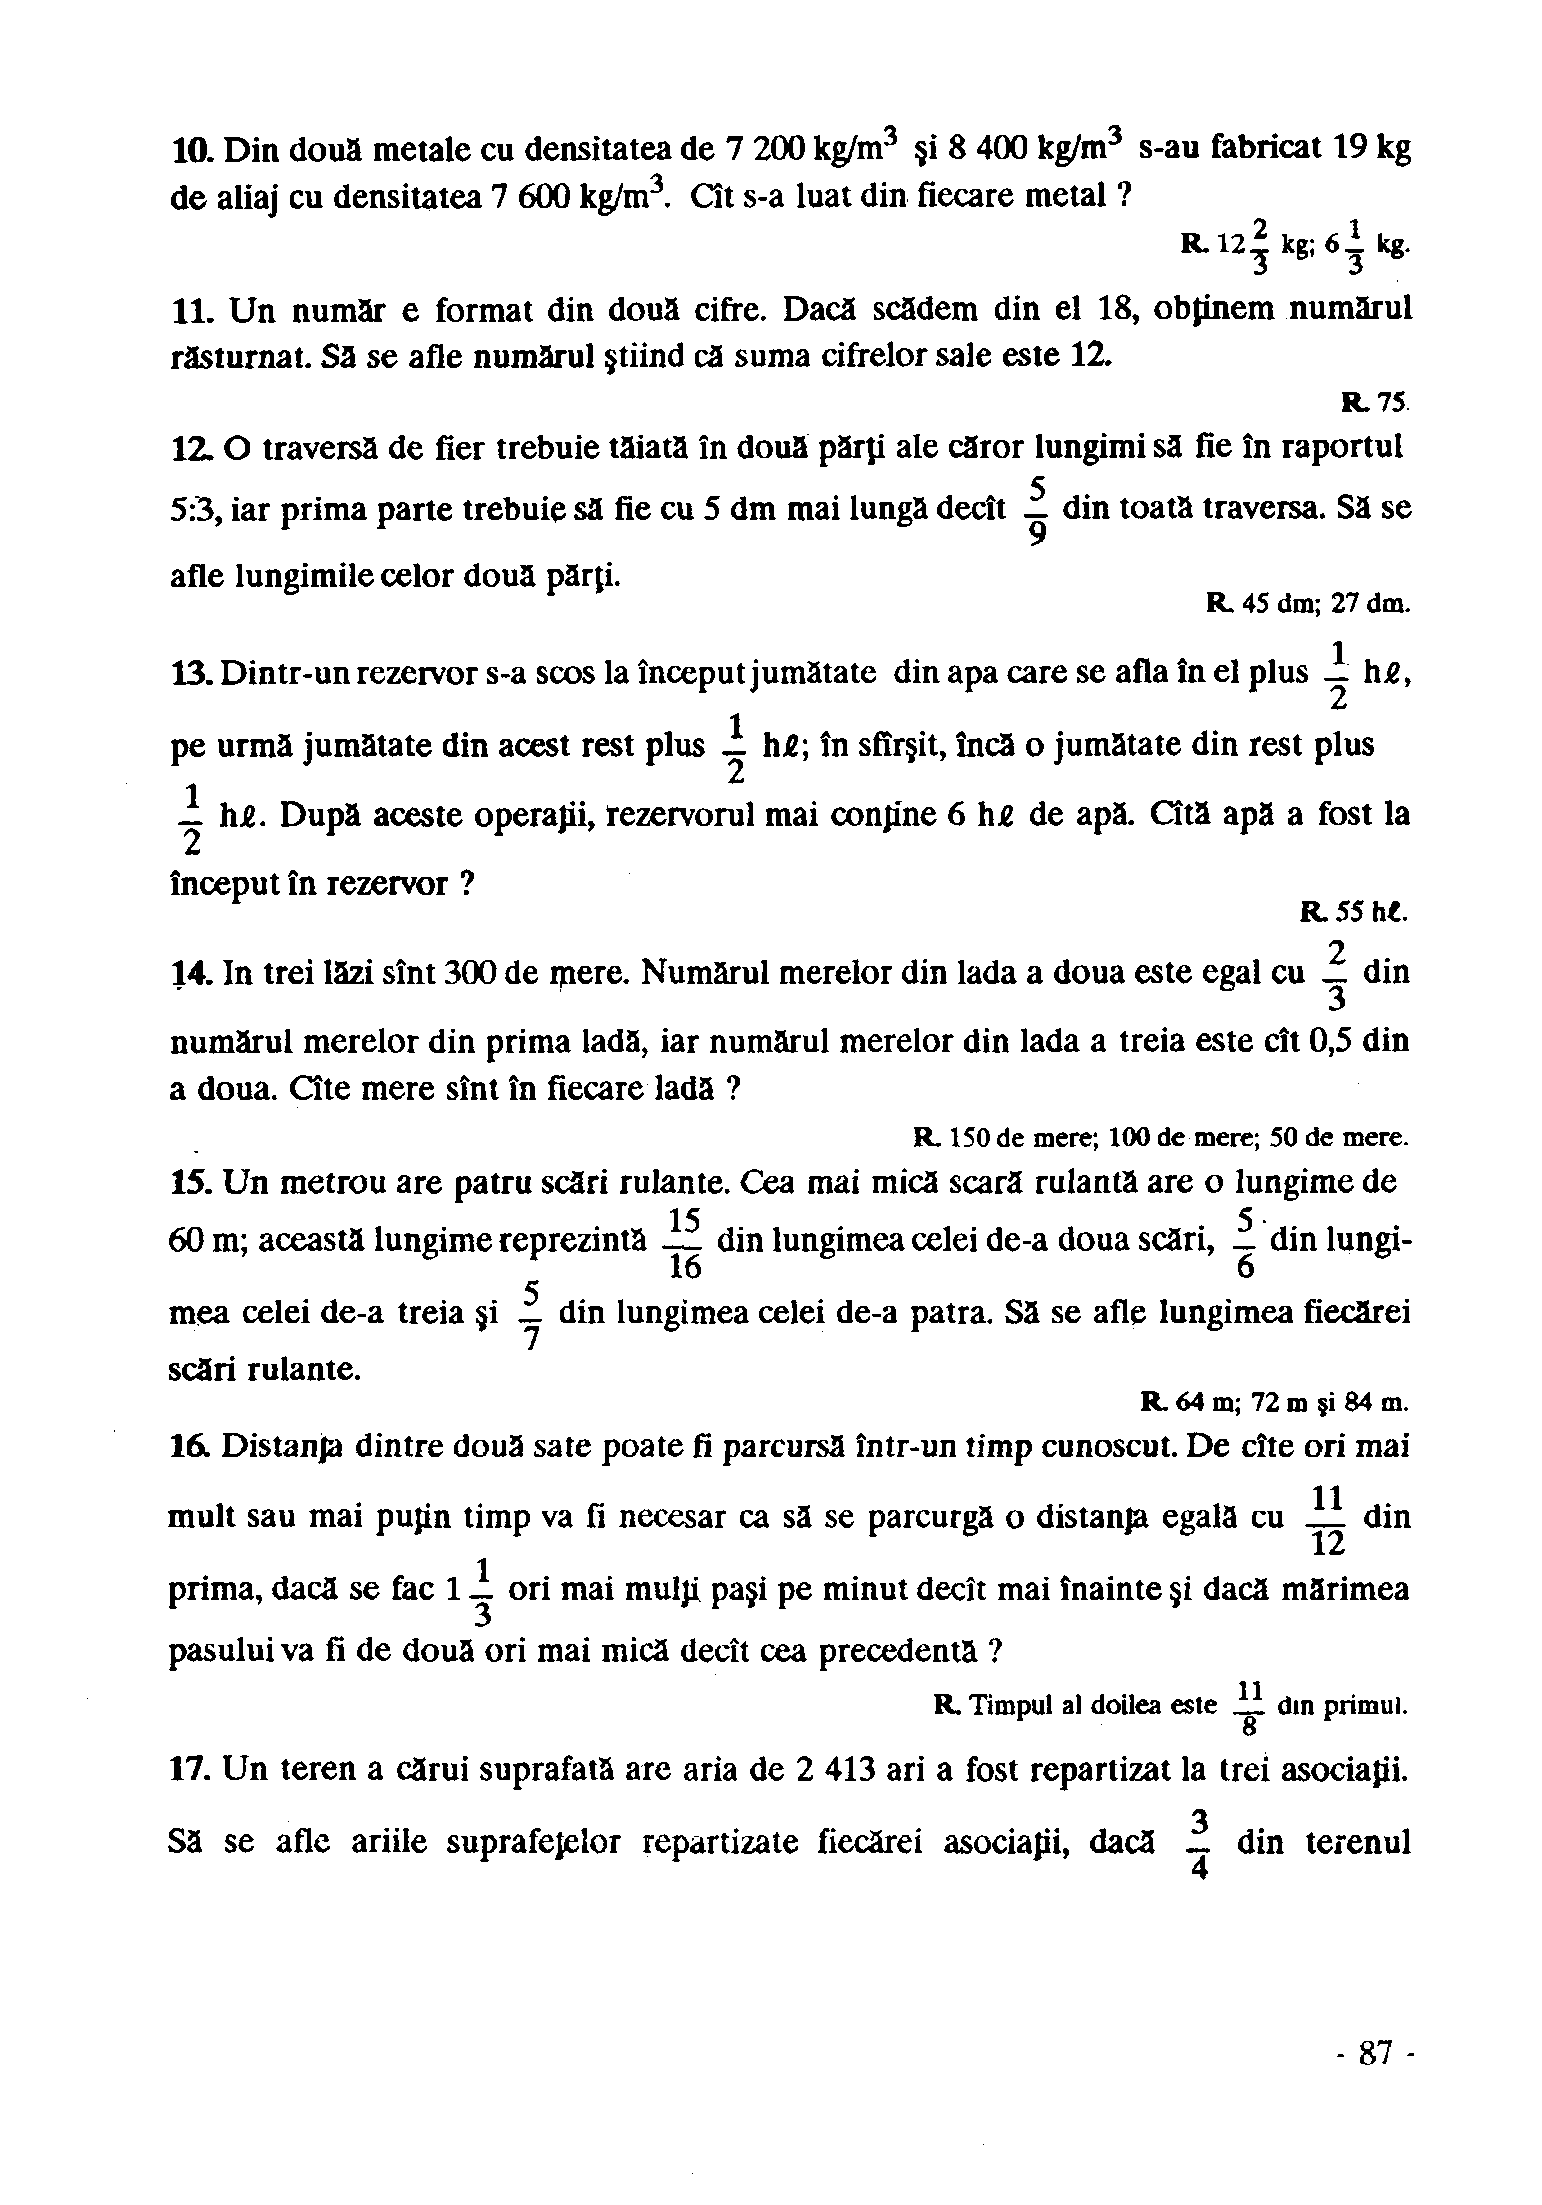 10. Din două metale cu densitatea de 7 200 kg/m³ şi 8 400 kg/m³ s-au fabricat 19 kg
de aliaj cu densitatea 7 600 kg/m³. Cît s-a luat din fiecare metal ?
R. 12 2/3 kg; 6 1/3 kg.
11. Un număr e format din două cifre. Dacă scădem din el 18, obţinem numărul
răsturnat. Să se afle numărul ştiind că suma cifrelor sale este 12.
R. 75.
12. O traversă de fier trebuie tăiată în două părţi ale căror lungimi să fie în raportul
5:3, iar prima parte trebuie să fie cu 5 dm mai lungă decît 5/9 din toată traversa. Să se
afle lungimile celor două părţi.
R. 45 dm; 27 dm.
13. Dintr-un rezervor s-a scos la început jumătate din apa care se afla în el plus 1/2 hℓ,
pe urmă jumătate din acest rest plus 1/2 hℓ; în sfîrşit, încă o jumătate din rest plus
1/2 hℓ. După aceste operaţii, rezervorul mai conţine 6 hℓ de apă. Cîtă apă a fost la
început în rezervor ?
R. 55 hℓ.
14. In trei lăzi sînt 300 de mere. Numărul merelor din lada a doua este egal cu 2/3 din
numărul merelor din prima ladă, iar numărul merelor din lada a treia este cît 0,5 din
a doua. Cîte mere sînt în fiecare ladă ?
R. 150 de mere; 100 de mere; 50 de mere.
15. Un metrou are patru scări rulante. Cea mai mică scară rulantă are o lungime de
60 m; această lungime reprezintă 15/16 din lungimea celei de-a doua scări, 5/6 din lungi-
mea celei de-a treia şi 5/7 din lungimea celei de-a patra. Să se afle lungimea fiecărei
scări rulante.
R. 64 m; 72 m şi 84 m.
16. Distanţa dintre două sate poate fi parcursă într-un timp cunoscut. De cîte ori mai
mult sau mai puţin timp va fi necesar ca să se parcurgă o distanţa egală cu 11/12 din
prima, dacă se fac 1 1/3 ori mai mulţi paşi pe minut decît mai înainte şi dacă mărimea
pasului va fi de două ori mai mică decît cea precedentă ?
R. Timpul al doilea este 11/8 din primul.
17. Un teren a cărui suprafată are aria de 2 413 ari a fost repartizat la trei asociaţii.
Să se afle ariile suprafeţelor repartizate fiecărei asociaţii, dacă 3/4 din terenul
- 87 -